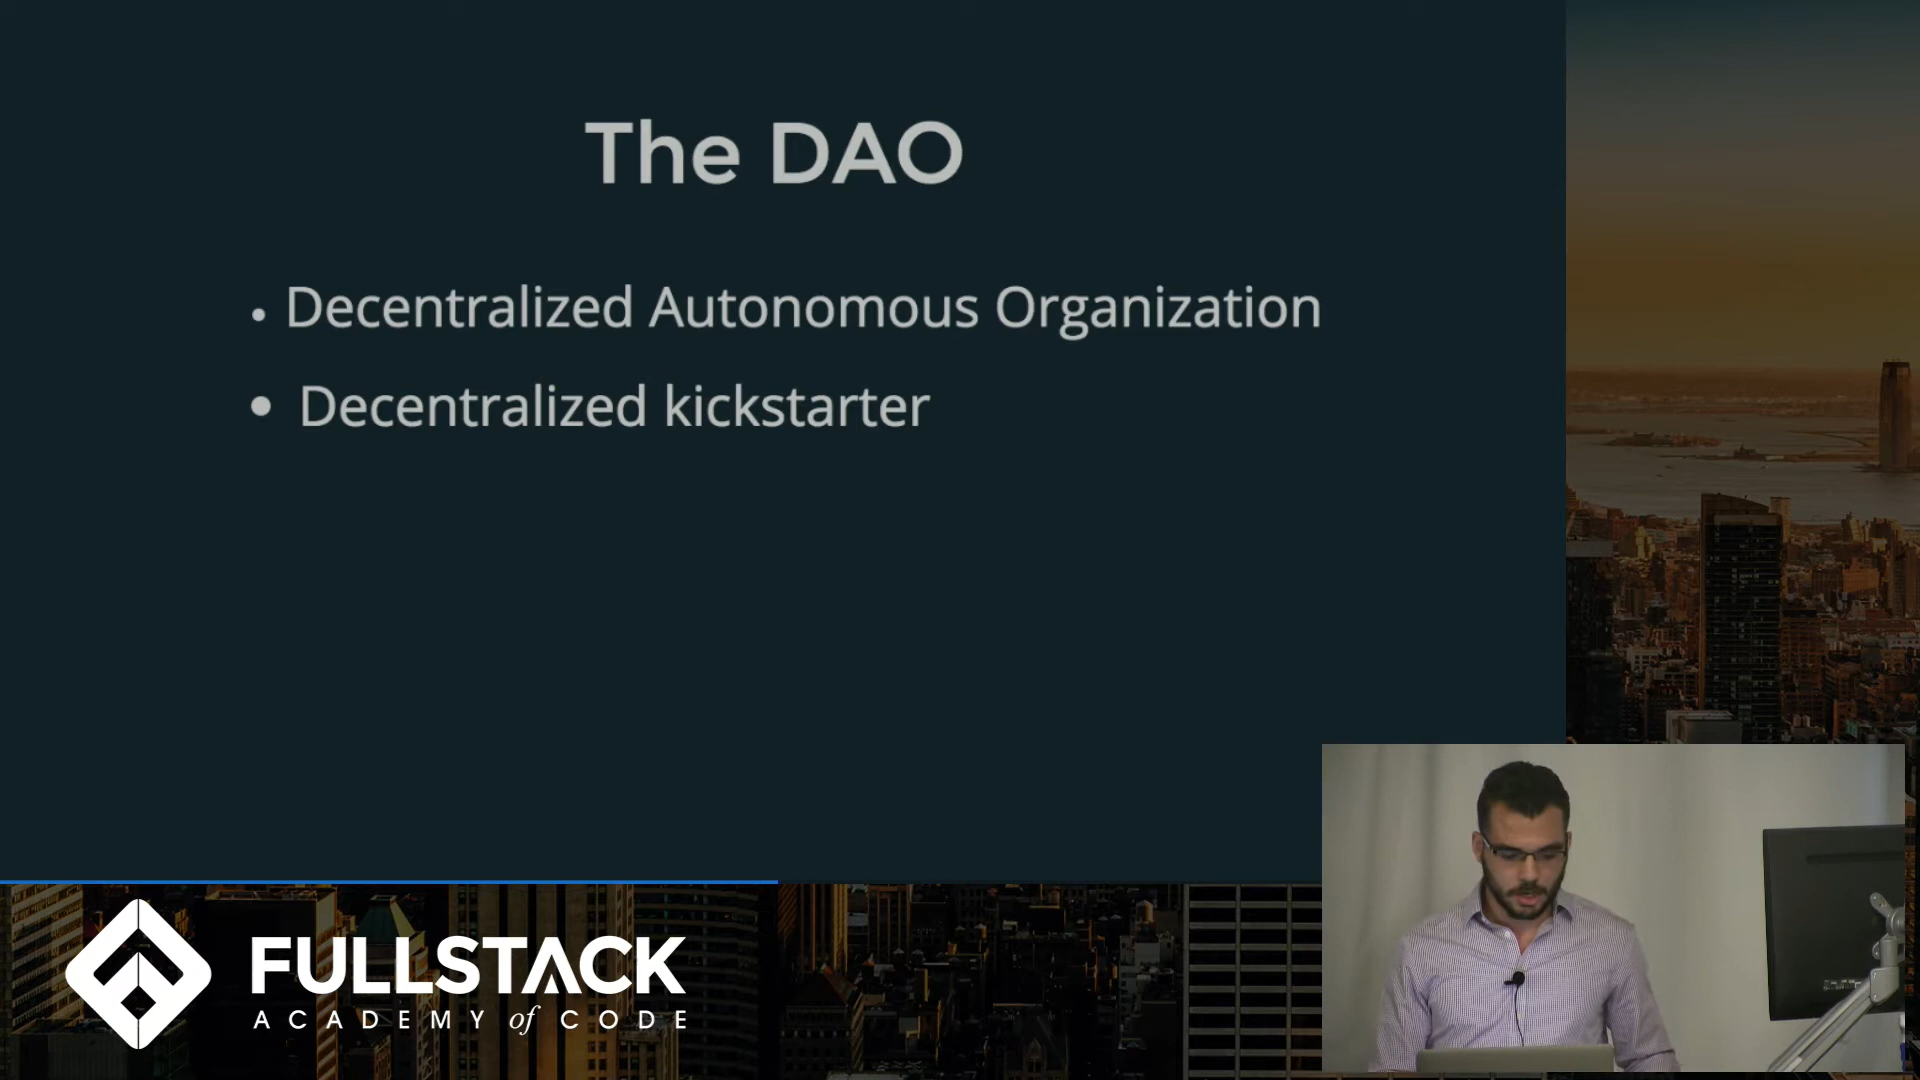 The DAO
Decentralized Autonomous Organization
Decentralized kickstarter
FULLSTACK
ACADEMY of CODE